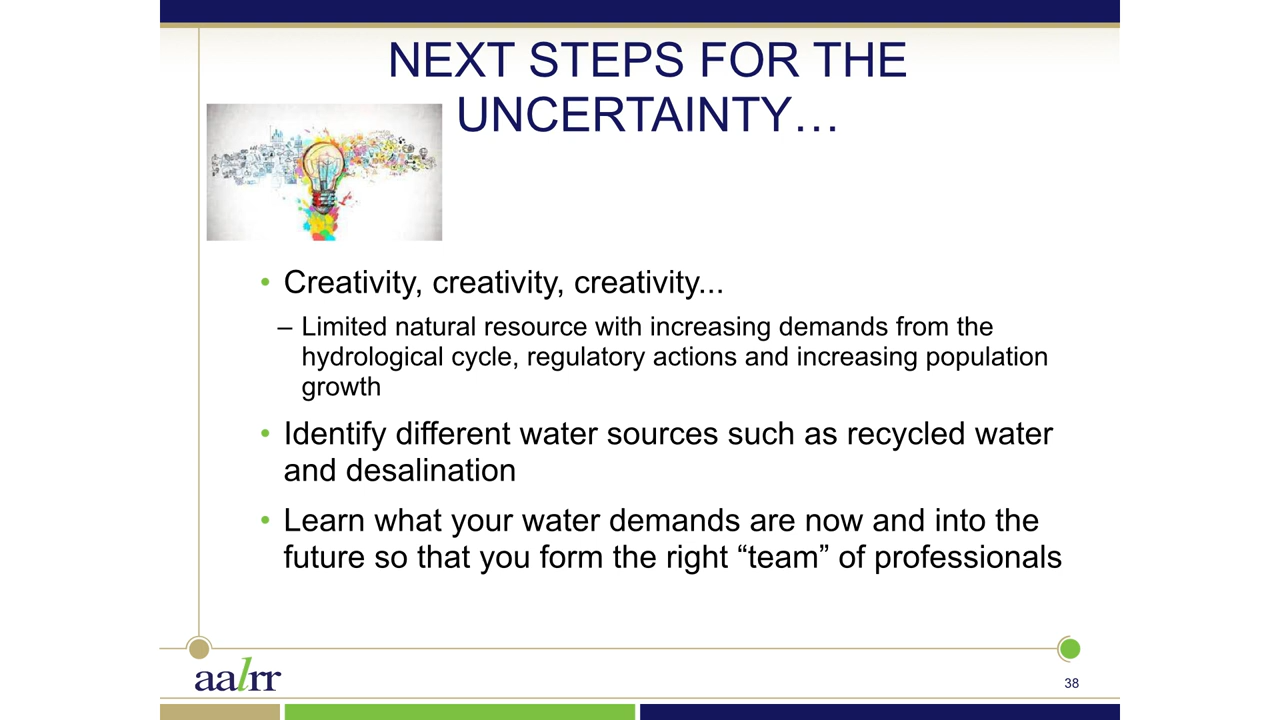 NEXT STEPS FOR THE
UNCERTAINTY…
• Creativity, creativity, creativity...
– Limited natural resource with increasing demands from the
hydrological cycle, regulatory actions and increasing population
growth
• Identify different water sources such as recycled water
and desalination
• Learn what your water demands are now and into the
future so that you form the right “team” of professionals
aalrr
38